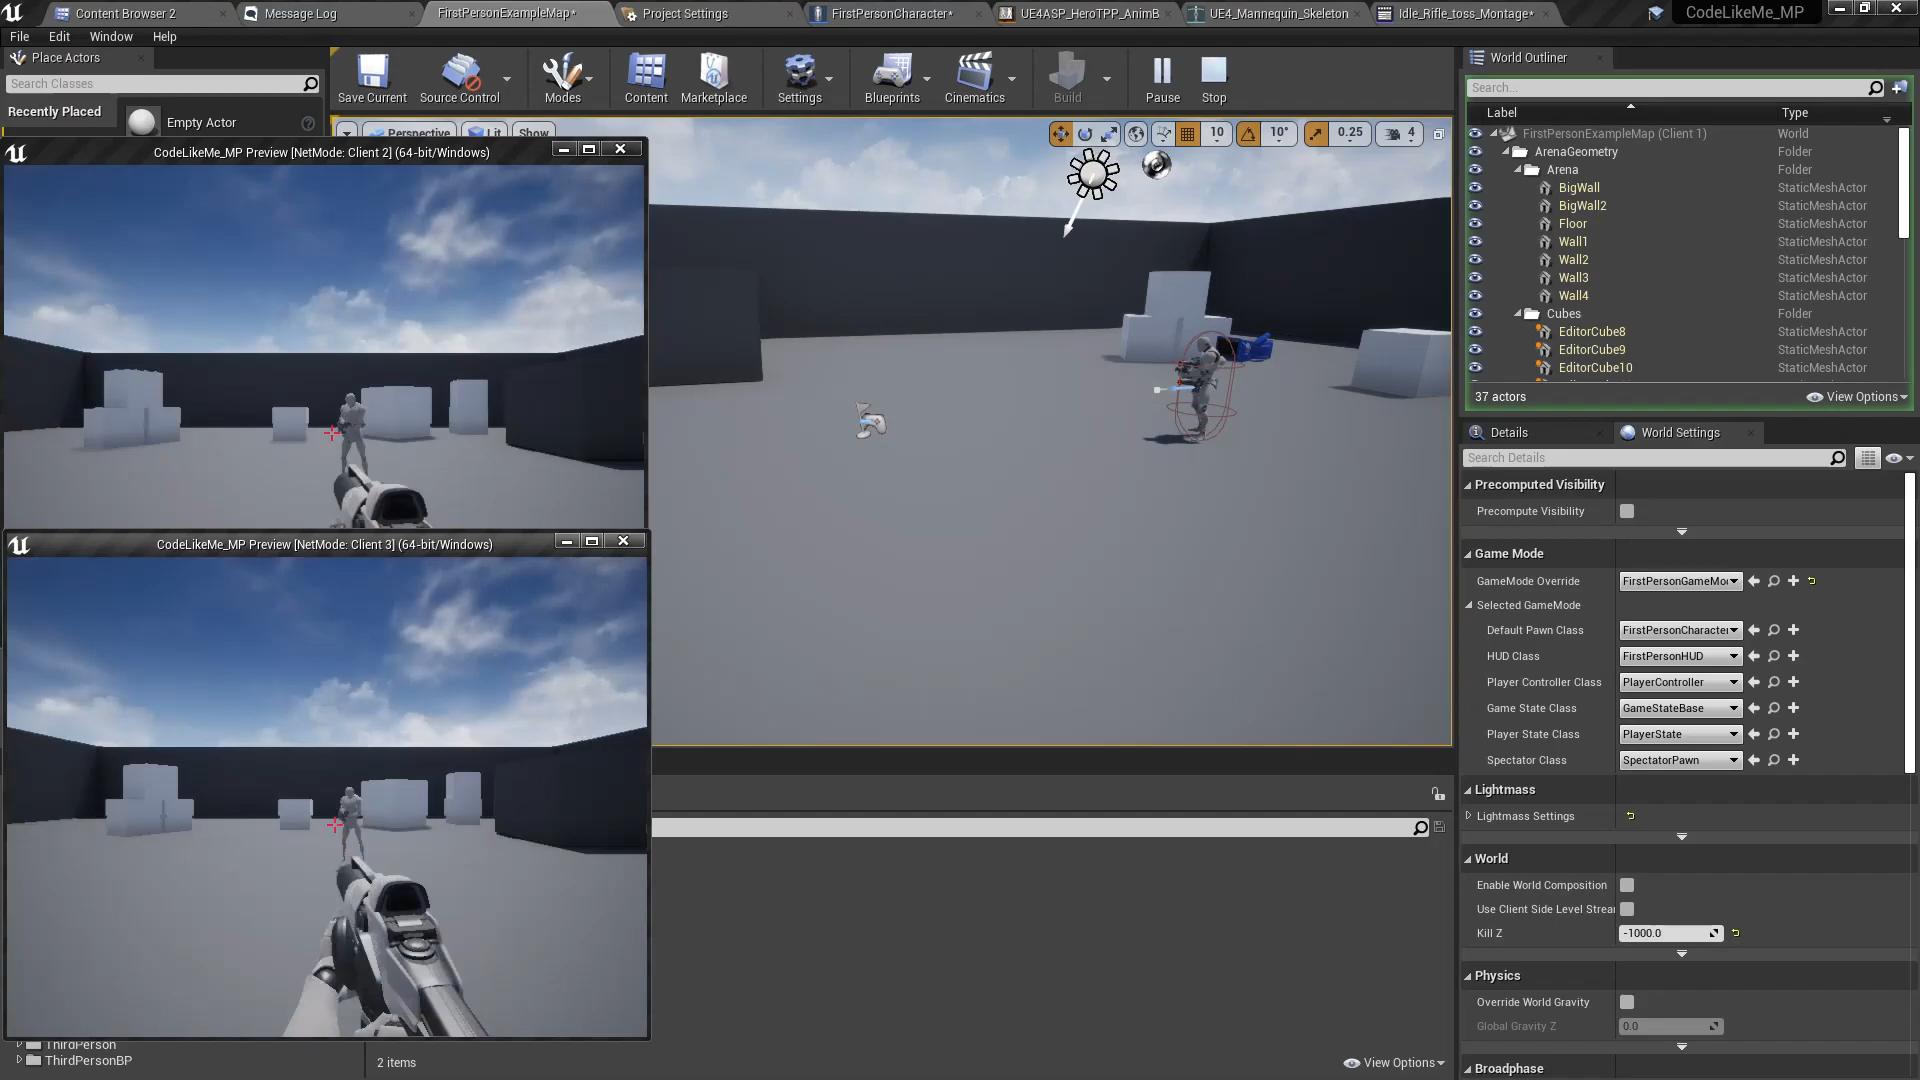 Content Browser 2
Message Log
FirstPersonExampleMap*
Project Settings
FirstPersonCharacter*
UE4ASP_HeroTPP_AnimB
UE4_Mannequin_Skeleton
Idle_Rifle_toss_Montage*
CodeLikeMe_MP
File
Edit
Window
Help
Place Actors
Search Classes
Recently Placed
Empty Actor
Save Current
Source Control
Modes
Content
Marketplace
Settings
Blueprints
Cinematics
Build
Pause
Stop
Perspective
Lit
Show
10
10°
0.25
4
CodeLikeMe_MP Preview [NetMode: Client 2] (64-bit/Windows)
CodeLikeMe_MP Preview [NetMode: Client 3] (64-bit/Windows)
ThirdPerson
ThirdPersonBP
2 items
View Options
World Outliner
Search...
Label
Type
FirstPersonExampleMap (Client 1)
World
ArenaGeometry
Folder
Arena
Folder
BigWall
StaticMeshActor
BigWall2
StaticMeshActor
Floor
StaticMeshActor
Wall1
StaticMeshActor
Wall2
StaticMeshActor
Wall3
StaticMeshActor
Wall4
StaticMeshActor
Cubes
Folder
EditorCube8
StaticMeshActor
EditorCube9
StaticMeshActor
EditorCube10
StaticMeshActor
37 actors
View Options
Details
World Settings
Search Details
Precomputed Visibility
Precompute Visibility
Game Mode
GameMode Override
FirstPersonGameMo
Selected GameMode
Default Pawn Class
FirstPersonCharacter
HUD Class
FirstPersonHUD
Player Controller Class
PlayerController
Game State Class
GameStateBase
Player State Class
PlayerState
Spectator Class
SpectatorPawn
Lightmass
Lightmass Settings
World
Enable World Composition
Use Client Side Level Strea
Kill Z
-1000.0
Physics
Override World Gravity
Global Gravity Z
0.0
Broadphase